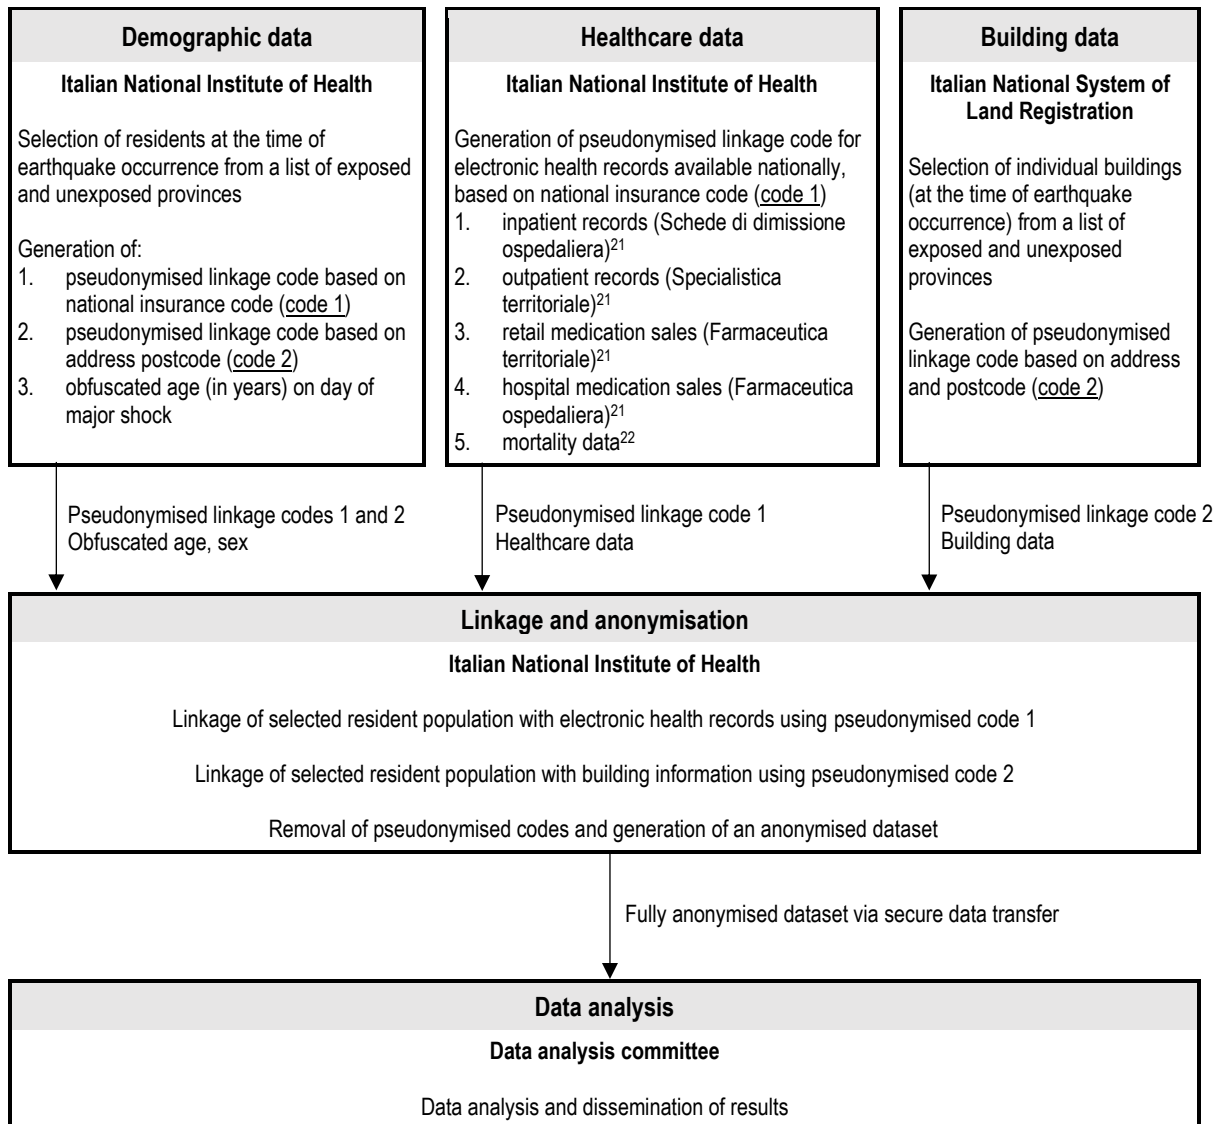 Demographic data
Italian National Institute of Health
Selection of residents at the time of
earthquake occurrence from a list of exposed
and unexposed provinces
Generation of:
1. pseudonymised linkage code based on
national insurance code (code 1)
2. pseudonymised linkage code based on
address postcode (code 2)
3. obfuscated age (in years) on day of
major shock
Healthcare data
Italian National Institute of Health
Generation of pseudonymised linkage code for
electronic health records available nationally,
based on national insurance code (code 1)
1. inpatient records (Schede di dimissione
ospedaliera)21
2. outpatient records (Specialistica
territoriale)21
3. retail medication sales (Farmaceutica
territoriale)21
4. hospital medication sales (Farmaceutica
ospedaliera)21
5. mortality data22
Building data
Italian National System of
Land Registration
Selection of individual buildings
(at the time of earthquake
occurrence) from a list of
exposed and unexposed
provinces
Generation of pseudonymised
linkage code based on address
and postcode (code 2)
Pseudonymised linkage codes 1 and 2
Obfuscated age, sex
Pseudonymised linkage code 1
Healthcare data
Pseudonymised linkage code 2
Building data
Linkage and anonymisation
Italian National Institute of Health
Linkage of selected resident population with electronic health records using pseudonymised code 1
Linkage of selected resident population with building information using pseudonymised code 2
Removal of pseudonymised codes and generation of an anonymised dataset
Fully anonymised dataset via secure data transfer
Data analysis
Data analysis committee
Data analysis and dissemination of results